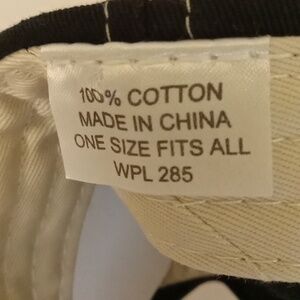 100% COTTON
MADE IN CHINA
ONE SIZE FITS ALL
WPL 285